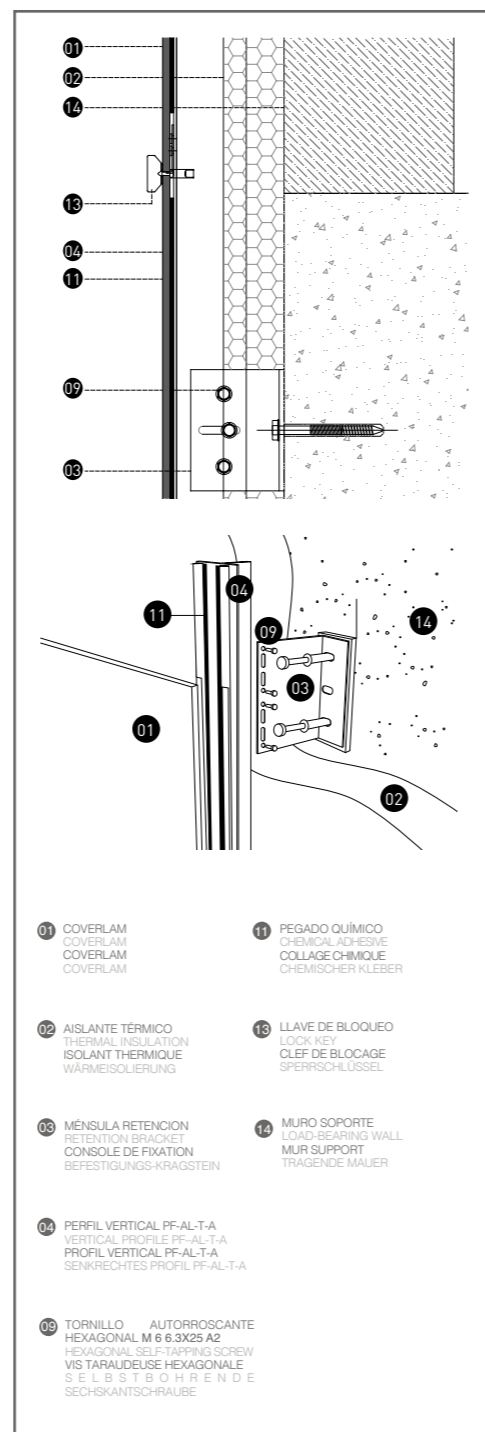 01
02
14
13
04
11
09
03
04
11
09
14
03
01
02
01 COVERLAM
COVERLAM
COVERLAM
COVERLAM
02 AISLANTE TÉRMICO
THERMAL INSULATION
ISOLANT THERMIQUE
WÄRMEISOLIERUNG
03 MÉNSULA RETENCION
RETENTION BRACKET
CONSOLE DE FIXATION
BEFESTIGUNGS-KRAGSTEIN
04 PERFIL VERTICAL PF-AL-T-A
VERTICAL PROFILE PF-AL-T-A
PROFIL VERTICAL PF-AL-T-A
SENKRECHTES PROFIL PF-AL-T-A
09 TORNILLO AUTORROSCANTE
HEXAGONAL M 6 6.3X25 A2
HEXAGONAL SELF-TAPPING SCREW
VIS TARAUDEUSE HEXAGONALE
SELBSTBOHRENDE
SECHSKANTSCHRAUBE
11 PEGADO QUÍMICO
CHEMICAL ADHESIVE
COLLAGE CHIMIQUE
CHEMISCHER KLEBER
13 LLAVE DE BLOQUEO
LOCK KEY
CLEF DE BLOCAGE
SPERRSCHLÜSSEL
14 MURO SOPORTE
LOAD-BEARING WALL
MUR SUPPORT
TRAGENDE MAUER